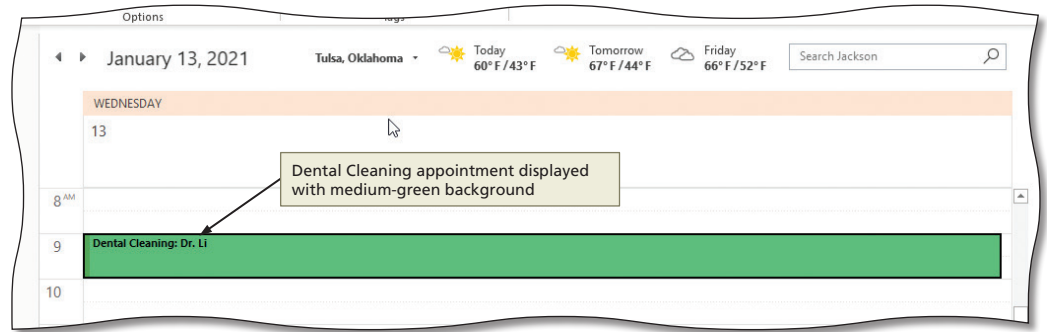 Options
January 13, 2021
Tulsa, Oklahoma
Today
60° F / 43° F
Tomorrow
67° F / 44° F
Friday
66° F / 52° F
Search Jackson
WEDNESDAY
13
Dental Cleaning appointment displayed
with medium-green background
8 AM
9
Dental Cleaning: Dr. Li
10